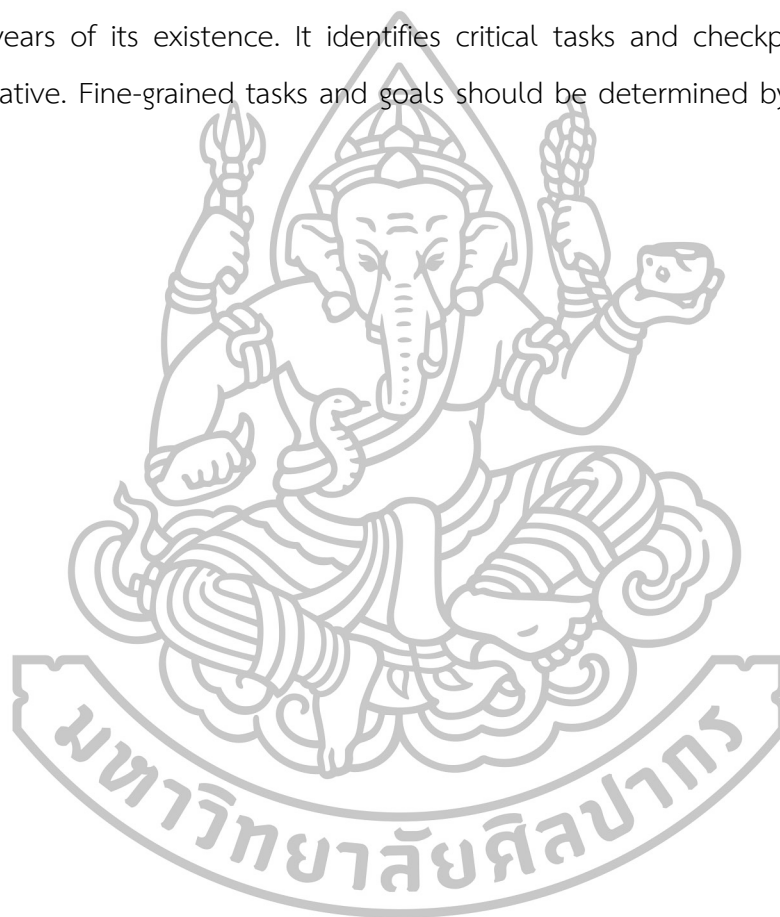 years of its existence. It identifies critical tasks and checkp
ative. Fine-grained tasks and goals should be determined by
มหาวิทยาลัยศิลปากร